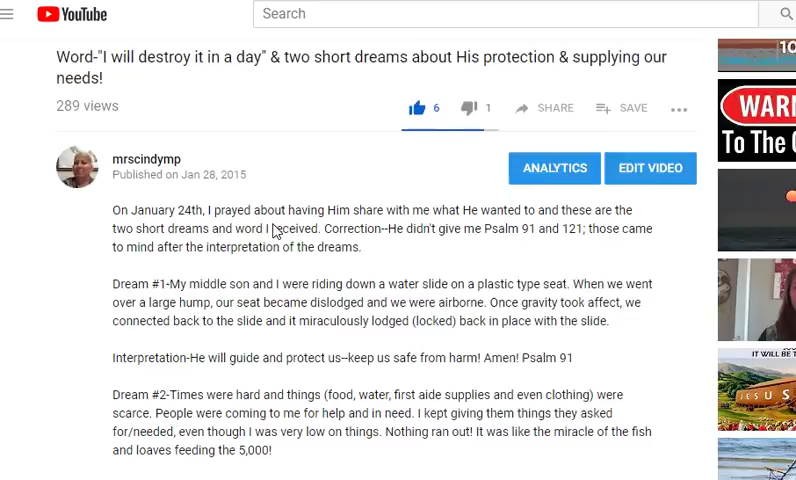 YouTube
Search
Word-"I will destroy it in a day" & two short dreams about His protection & supplying our
needs!
289 views
6
1
SHARE
SAVE
mrscindymp
Published on Jan 28, 2015
ANALYTICS
EDIT VIDEO
On January 24th, I prayed about having Him share with me what He wanted to and these are the
two short dreams and word I received. Correction--He didn't give me Psalm 91 and 121; those came
to mind after the interpretation of the dreams.
Dream #1-My middle son and I were riding down a water slide on a plastic type seat. When we went
over a large hump, our seat became dislodged and we were airborne. Once gravity took affect, we
connected back to the slide and it miraculously lodged (locked) back in place with the slide.
Interpretation-He will guide and protect us--keep us safe from harm! Amen! Psalm 91
Dream #2-Times were hard and things (food, water, first aide supplies and even clothing) were
scarce. People were coming to me for help and in need. I kept giving them things they asked
for/needed, even though I was very low on things. Nothing ran out! It was like the miracle of the fish
and loaves feeding the 5,000!
10
WARN
To The
IT WILL BE T
JESUS